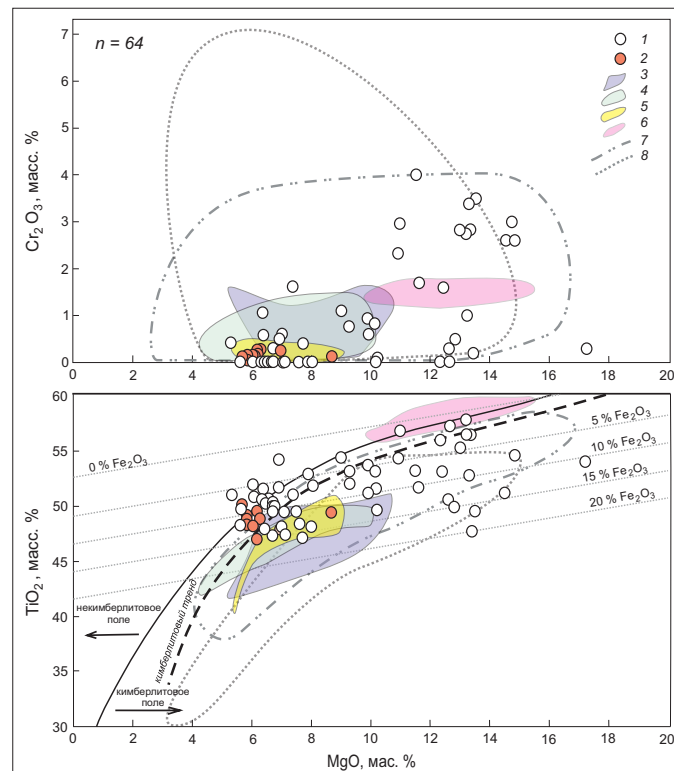 n = 64
1
2
3
4
5
6
7
8
7
6
5
4
3
2
1
0
Cr2O3, масс. %
0 2 4 6 8 10 12 14 16 18 20
60
55
50
45
40
35
30
TiO2, масс. %
0 % Fe2O3
5 % Fe2O3
10 % Fe2O3
15 % Fe2O3
20 % Fe2O3
некимберлитовое
поле
кимберлитовый тренд
кимберлитовое
поле
0 2 4 6 8 10 12 14 16 18 20
MgO, мас. %